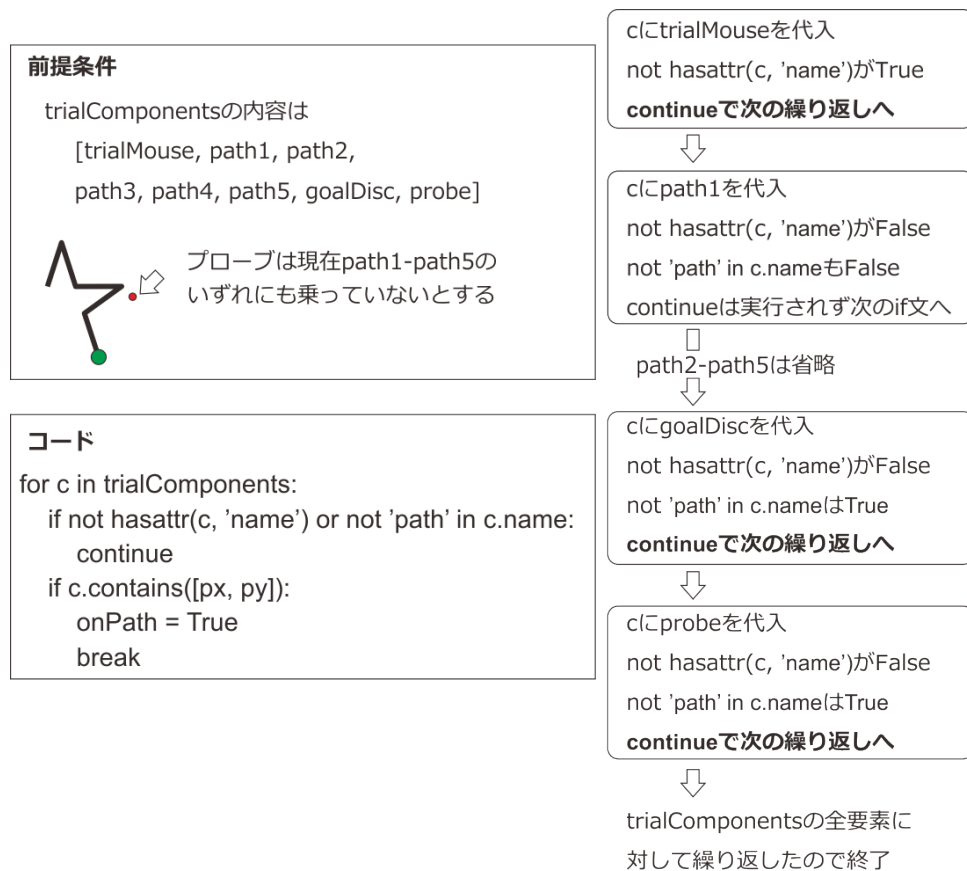 前提条件
trialComponentsの内容は
[trialMouse, path1, path2,
path3, path4, path5, goalDisc, probe]
プローブは現在path1-path5の
いずれにも乗っていないとする
コード
for c in trialComponents:
if not hasattr(c, ’name’) or not ’path’ in c.name:
continue
if c.contains([px, py]):
onPath = True
break
cにtrialMouseを代入
not hasattr(c, ’name’)がTrue
continueで次の繰り返しへ
cにpath1を代入
not hasattr(c, ’name’)がFalse
not ’path’ in c.nameもFalse
continueは実行されず次のif文へ
path2-path5は省略
cにgoalDiscを代入
not hasattr(c, ’name’)がFalse
not ’path’ in c.nameはTrue
continueで次の繰り返しへ
cにprobeを代入
not hasattr(c, ’name’)がFalse
not ’path’ in c.nameはTrue
continueで次の繰り返しへ
trialComponentsの全要素に
対して繰り返したので終了